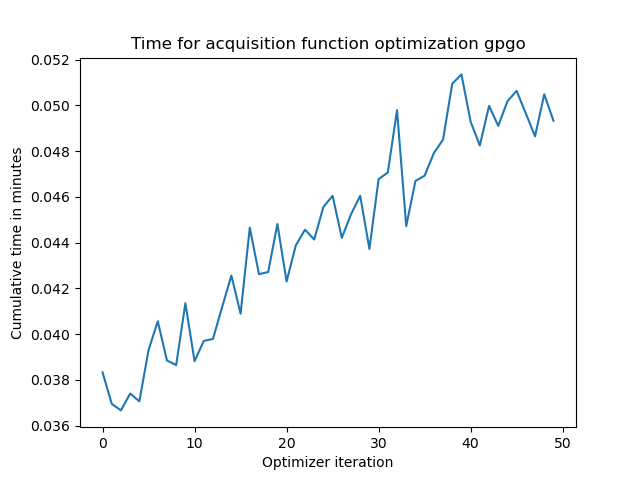 Time for acquisition function optimization gpgo
0.052
0.050
0.048
0.046
0.044
0.042
0.040
0.038
0.036
Cumulative time in minutes
0 10 20 30 40 50
Optimizer iteration